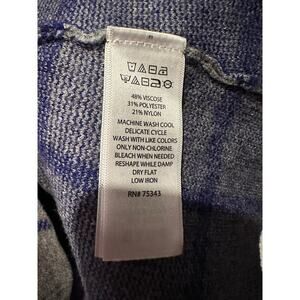 48% VISCOSE
31% POLYESTER
21% NYLON
MACHINE WASH COOL
DELICATE CYCLE
WASH WITH LIKE COLORS
ONLY NON-CHLORINE
BLEACH WHEN NEEDED
RESHAPE WHILE DAMP
DRY FLAT
LOW IRON
RN# 75343